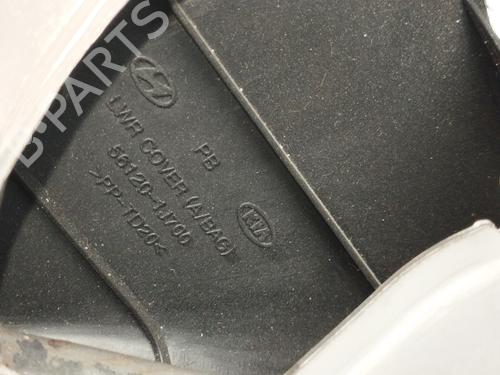 B-PARTS
PB
LWR COVER (A/BAG)
56120-1J700
>PP-TD20<
KIA